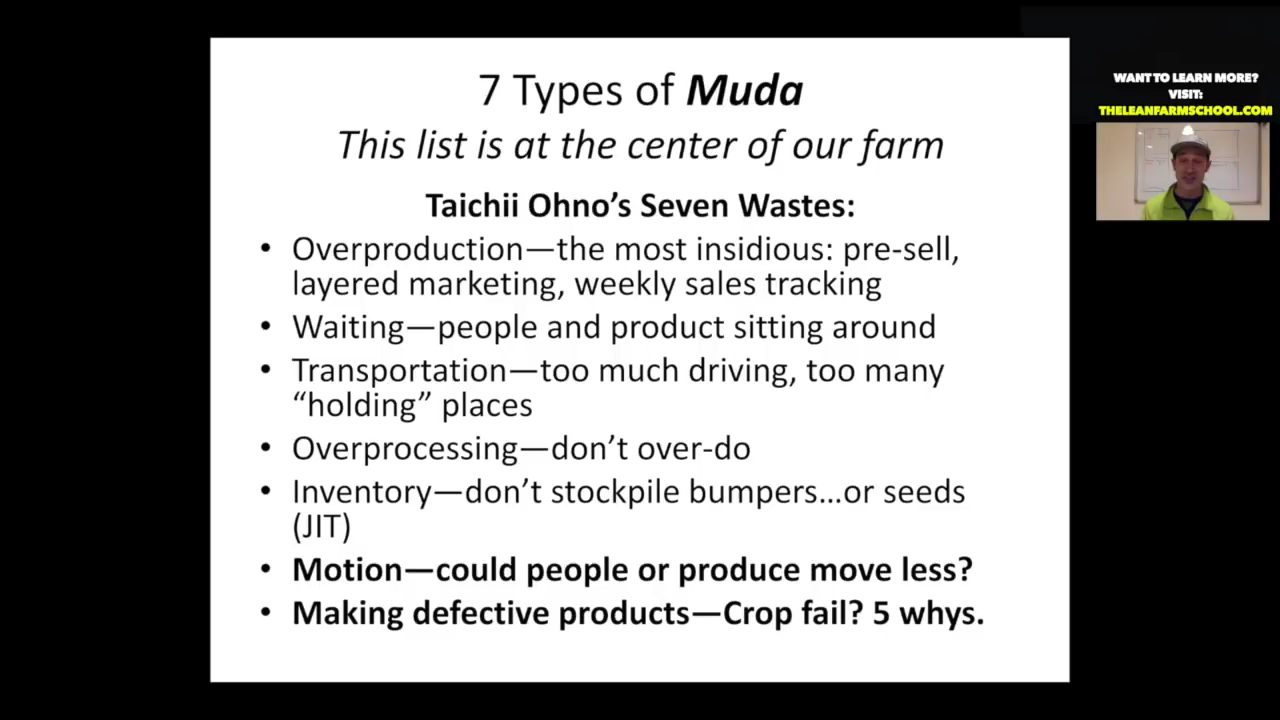 7 Types of Muda
This list is at the center of our farm
Taichii Ohno’s Seven Wastes:
• Overproduction—the most insidious: pre-sell,
layered marketing, weekly sales tracking
• Waiting—people and product sitting around
• Transportation—too much driving, too many
“holding” places
• Overprocessing—don’t over-do
• Inventory—don’t stockpile bumpers…or seeds
(JIT)
• Motion—could people or produce move less?
• Making defective products—Crop fail? 5 whys.
WANT TO LEARN MORE?
VISIT:
THELEANFARMSCHOOL.COM